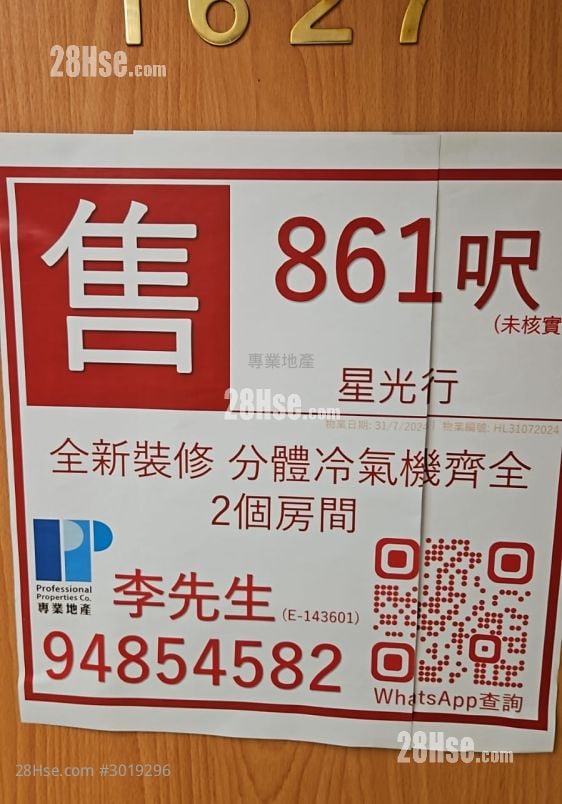 1627
28Hse.com
售
861呎
(未核實
專業地產
星光行
28Hse.com
物業日期: 31/7/2024 | 物業編號: HL31072024
全新裝修 分體冷氣機齊全
2個房間
Professional
Properties Co.
專業地產
李先生 (E-143601)
94854582
WhatsApp查詢
28Hse.com
28Hse.com #3019296